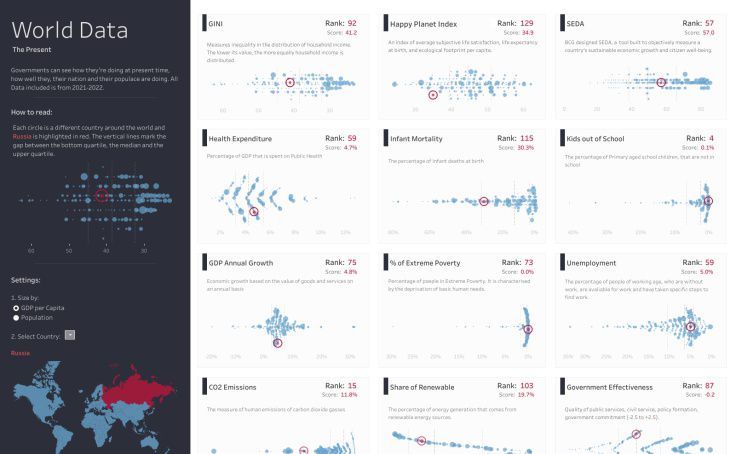 World Data
The Present
Governments can see how they're doing at present time,
how well they, their nation and their populace are doing. All
Data included is from 2021-2022.
How to read:
Each circle is a different country around the world and
Russia is highlighted in red. The vertical lines mark the
gap between the bottom quartile, the median and the
upper quartile.
60 50 40 30
Settings:
1. Size by:
GDP per Capita
Population
2. Select Country:
Russia
GINI
Rank: 92
Score: 41.2
Measures inequality in the distribution of household income.
The lower its value, the more equally household income is
distributed.
60 50 40 30
Happy Planet Index
Rank: 129
Score: 34.9
An index of average subjective life satisfaction, life expectancy
at birth, and ecological footprint per capita.
30 40 50 60
SEDA
Rank: 57
Score: 57.0
BCG designed SEDA, a tool built to objectively measure a
country's sustainable economic growth and citizen well-being.
0 20 40 60 80
Health Expenditure
Rank: 59
Score: 4.7%
Percentage of GDP that is spent on Public Health
2% 4% 6% 8% 10% 12%
Infant Mortality
Rank: 115
Score: 30.3%
The percentage of Infant deaths at birth
80% 60% 40% 20% 0%
Kids out of School
Rank: 4
Score: 0.1%
The percentage of Primary aged school children, that are not in
school
40% 20% 0%
GDP Annual Growth
Rank: 75
Score: 4.8%
Economic growth based on the value of goods and services on
an annual basis
-20% -10% 0% 10% 20% 30%
% of Extreme Poverty
Rank: 73
Score: 0.0%
Percentage of people in Extreme Poverty. It is characterised
by the deprivation of basic human needs.
30% 25% 20% 15% 10% 5% 0%
Unemployment
Rank: 59
Score: 5.0%
The percentage of people of working age, who are without
work, are available for work and have taken specific steps to
find work.
35% 30% 25% 20% 15% 10% 5% 0%
CO2 Emissions
Rank: 15
Score: 11.8%
The measure of human emissions of carbon dioxide gasses
Share of Renewable
Rank: 103
Score: 19.7%
The percentage of energy generation that comes from
renewable energy sources.
Government Effectiveness
Rank: 87
Score: -0.2
Quality of public services, civil service, policy formation,
government commitment (-2.5 to +2.5).